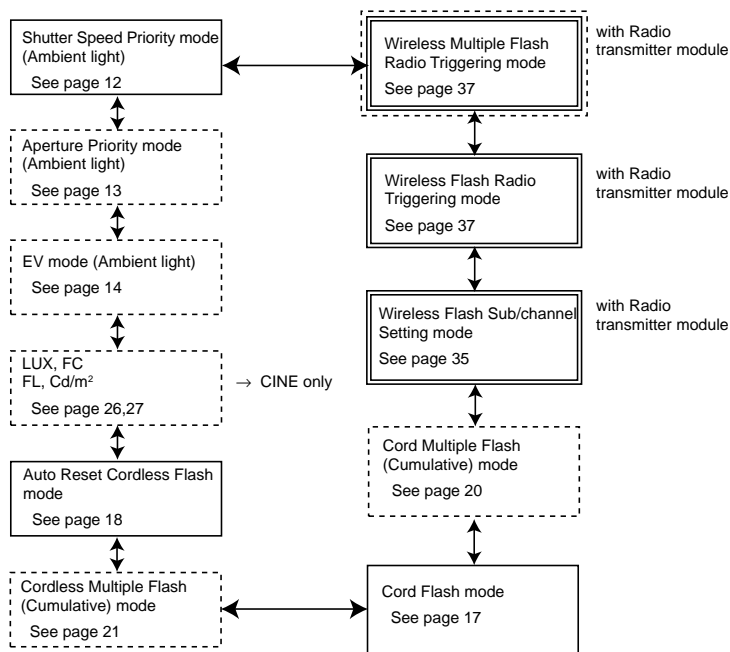 Shutter Speed Priority mode
(Ambient light)
See page 12
Aperture Priority mode
(Ambient light)
See page 13
EV mode (Ambient light)
See page 14
LUX, FC
FL, Cd/m²
See page 26,27
→ CINE only
Auto Reset Cordless Flash
mode
See page 18
Cordless Multiple Flash
(Cumulative) mode
See page 21
Wireless Multiple Flash
Radio Triggering mode
See page 37
with Radio
transmitter module
Wireless Flash Radio
Triggering mode
See page 37
with Radio
transmitter module
Wireless Flash Sub/channel
Setting mode
See page 35
with Radio
transmitter module
Cord Multiple Flash
(Cumulative) mode
See page 20
Cord Flash mode
See page 17